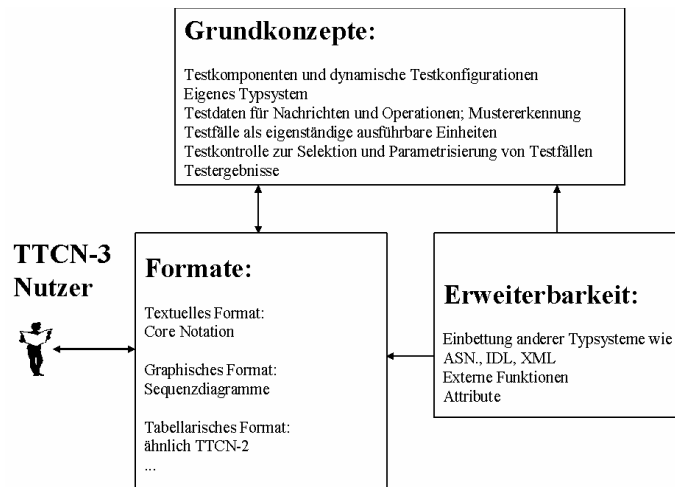 Grundkonzepte:
Testkomponenten und dynamische Testkonfigurationen
Eigenes Typsystem
Testdaten für Nachrichten und Operationen; Mustererkennung
Testfälle als eigenständige ausführbare Einheiten
Testkontrolle zur Selektion und Parametrisierung von Testfällen
Testergebnisse
TTCN-3
Nutzer
Formate:
Textuelles Format:
Core Notation
Graphisches Format:
Sequenzdiagramme
Tabellarisches Format:
ähnlich TTCN-2
...
Erweiterbarkeit:
Einbettung anderer Typsysteme wie
ASN., IDL, XML
Externe Funktionen
Attribute